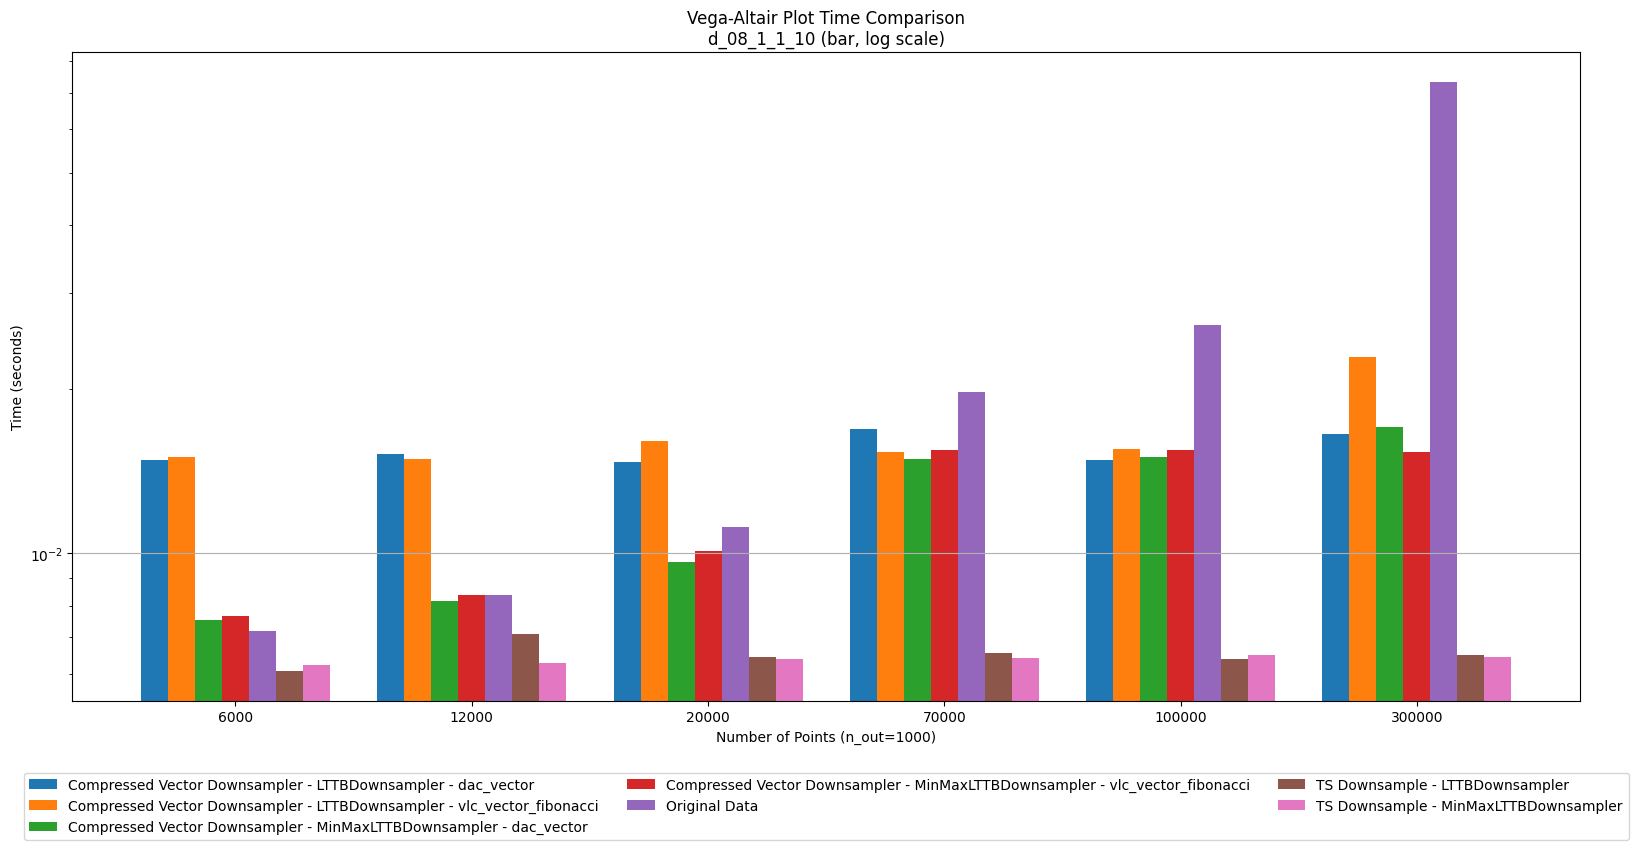 Vega-Altair Plot Time Comparison
d_08_1_1_10 (bar, log scale)
Time (seconds)
10⁻²
6000 12000 20000 70000 100000 300000
Number of Points (n_out=1000)
Compressed Vector Downsampler - LTTBDownsampler - dac_vector
Compressed Vector Downsampler - LTTBDownsampler - vlc_vector_fibonacci
Compressed Vector Downsampler - MinMaxLTTBDownsampler - dac_vector
Compressed Vector Downsampler - MinMaxLTTBDownsampler - vlc_vector_fibonacci
Original Data
TS Downsample - LTTBDownsampler
TS Downsample - MinMaxLTTBDownsampler